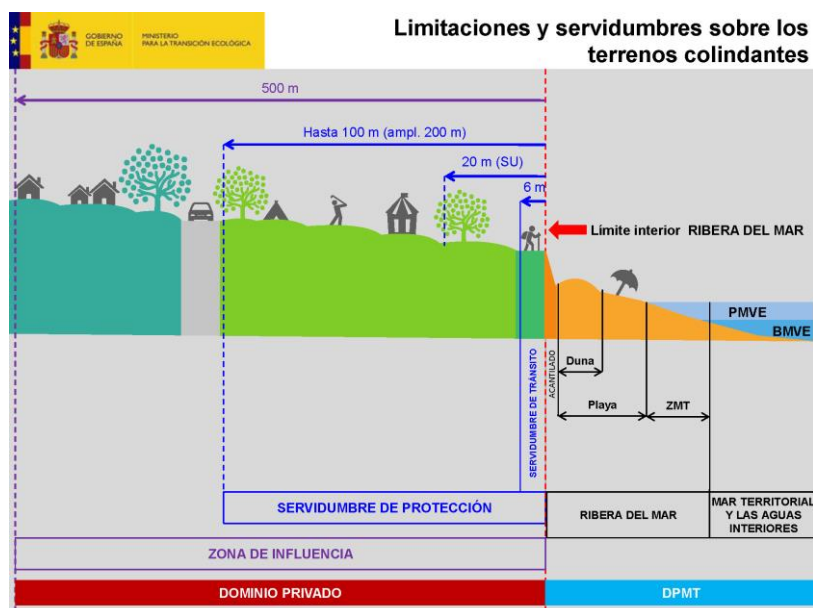 GOBIERNO
DE ESPAÑA
MINISTERIO
PARA LA TRANSICIÓN ECOLÓGICA
Limitaciones y servidumbres sobre los
terrenos colindantes
500 m
Hasta 100 m (ampl. 200 m)
20 m (SU)
6 m
Límite interior RIBERA DEL MAR
PMVE
BMVE
ACANTILADO
Duna
Playa
ZMT
SERVIDUMBRE DE TRÁNSITO
SERVIDUMBRE DE PROTECCIÓN
RIBERA DEL MAR
MAR TERRITORIAL
Y LAS AGUAS
INTERIORES
ZONA DE INFLUENCIA
DOMINIO PRIVADO
DPMT